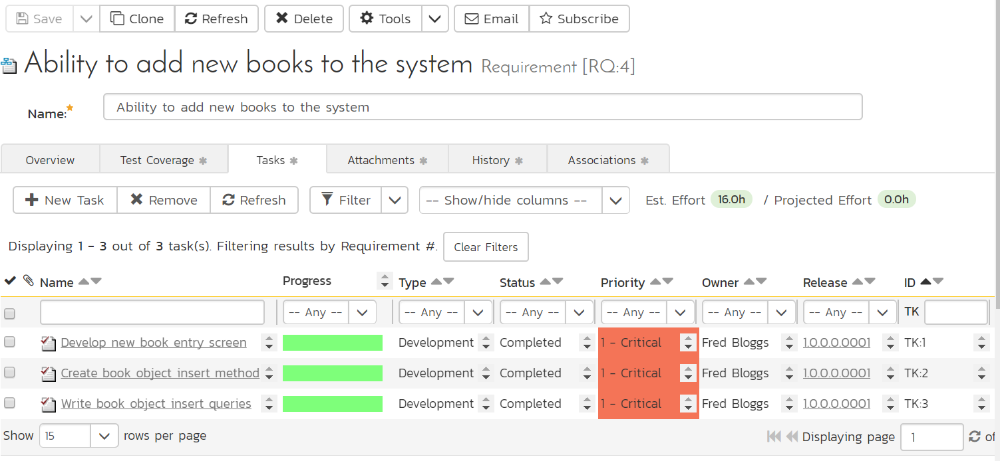 Save Clone Refresh Delete Tools Email Subscribe
Ability to add new books to the system Requirement [RQ:4]
Name: Ability to add new books to the system
Overview Test Coverage Tasks Attachments History Associations
New Task Remove Refresh Filter -- Show/hide columns -- Est. Effort 16.0h / Projected Effort 0.0h
Displaying 1 - 3 out of 3 task(s). Filtering results by Requirement #. Clear Filters
Name Progress Type Status Priority Owner Release ID
-- Any -- -- Any -- -- Any -- -- Any -- -- Any -- -- Any -- TK
Develop new book entry screen Development Completed 1 - Critical Fred Bloggs 1.0.0.0.0001 TK:1
Create book object insert method Development Completed 1 - Critical Fred Bloggs 1.0.0.0.0001 TK:2
Write book object insert queries Development Completed 1 - Critical Fred Bloggs 1.0.0.0.0001 TK:3
Show 15 rows per page Displaying page 1 of